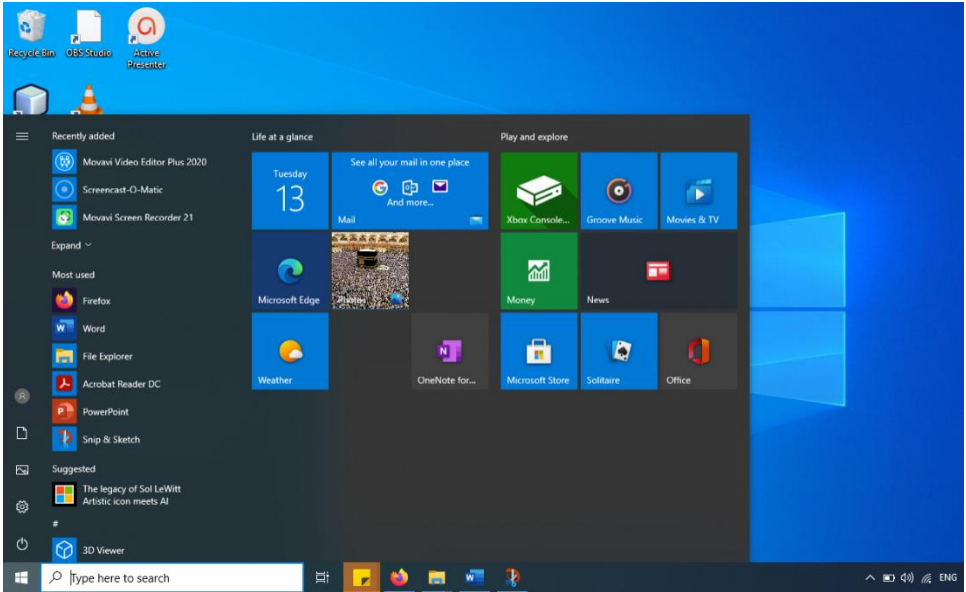 Recycle Bin
OBS Studio
Active
Presenter
Recently added
Movavi Video Editor Plus 2020
Screencast-O-Matic
Movavi Screen Recorder 21
Expand
Most used
Firefox
Word
File Explorer
Acrobat Reader DC
PowerPoint
Snip & Sketch
Suggested
The legacy of Sol LeWitt
Artistic icon meets AI
#
3D Viewer
Life at a glance
Tuesday
13
See all your mail in one place
And more...
Mail
Microsoft Edge
Photos
Weather
OneNote for...
Play and explore
Xbox Console...
Groove Music
Movies & TV
Money
News
Microsoft Store
Solitaire
Office
Type here to search
ENG